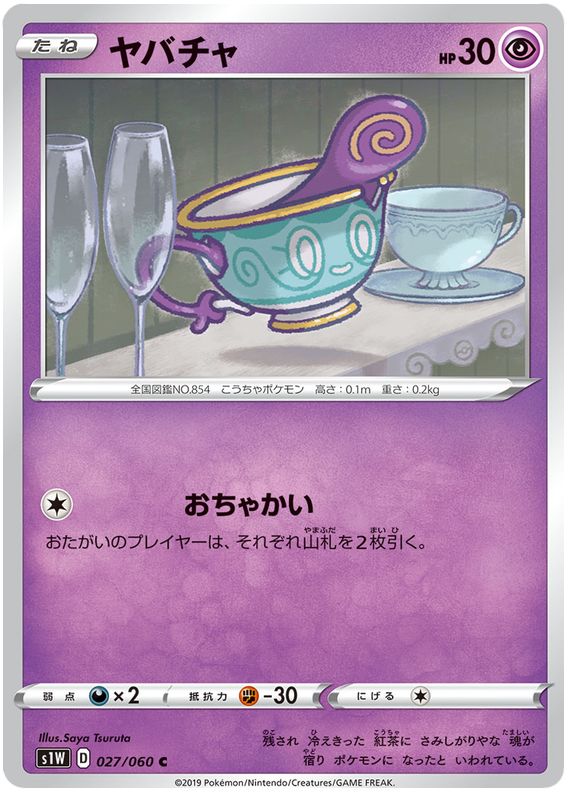 たね ヤバチャ HP30
全国図鑑NO.854 こうちゃポケモン 高さ:0.1m 重さ:0.2kg
おちゃかい
おたがいのプレイヤーは、それぞれ山札を2枚引く。
弱点 ×2 抵抗力 -30 にげる
Illus.Saya Tsuruta
s1W D 027/060 C
残され 冷えきった 紅茶に さみしがりやな 魂が
宿り ポケモンに なったと いわれている。
©2019 Pokémon/Nintendo/Creatures/GAME FREAK.